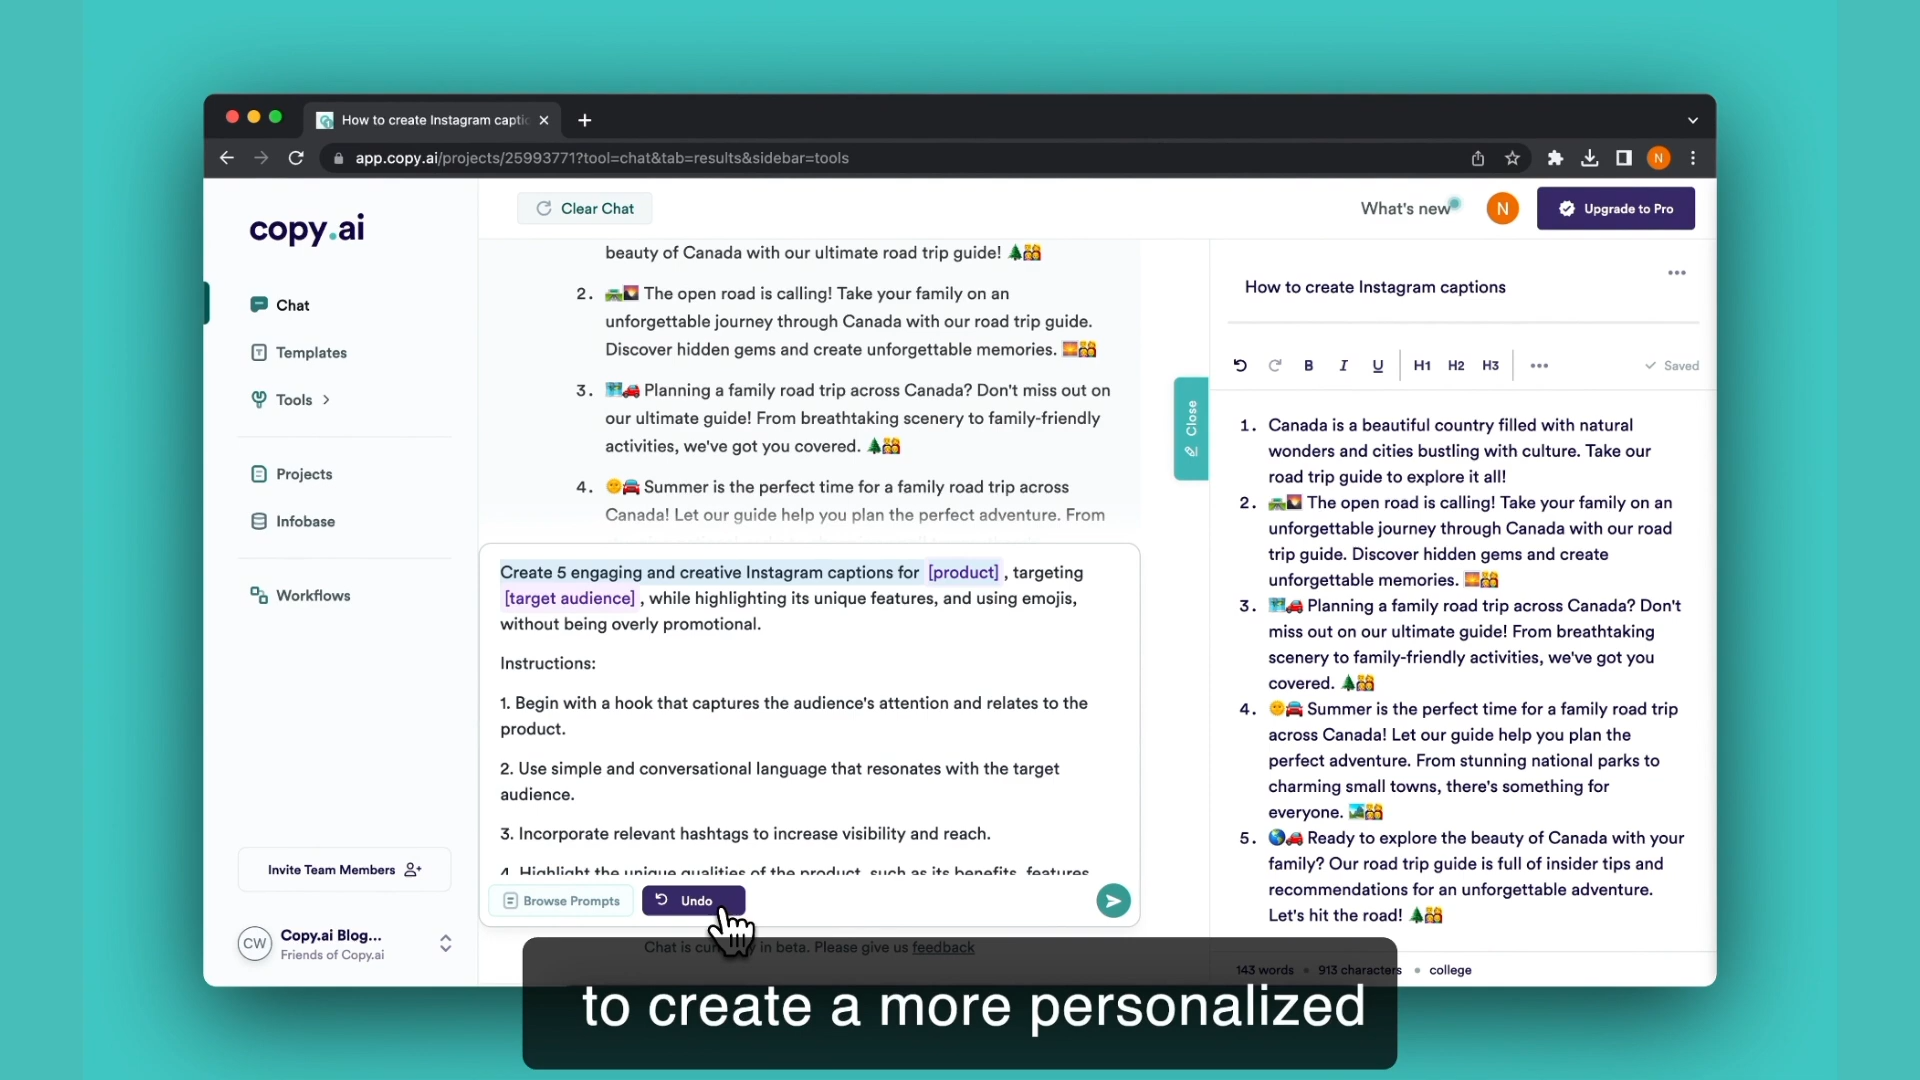 How to create Instagram captic
app.copy.ai/projects/25993771?tool=chat&tab=results&sidebar=tools
N
copy.ai
Chat
Templates
Tools
Projects
Infobase
Workflows
Invite Team Members
CW
Copy.ai Blog...
Friends of Copy.ai
Clear Chat
What's new
N
Upgrade to Pro
beauty of Canada with our ultimate road trip guide! 🌲👨‍👩‍👧‍👦
2. 🛣️🌄 The open road is calling! Take your family on an
unforgettable journey through Canada with our road trip guide.
Discover hidden gems and create unforgettable memories. 🌅👨‍👩‍👧‍👦
3. 🗺️🚗 Planning a family road trip across Canada? Don't miss out on
our ultimate guide! From breathtaking scenery to family-friendly
activities, we've got you covered. 🌲👨‍👩‍👧‍👦
4. 🌞🚘 Summer is the perfect time for a family road trip across
Canada! Let our guide help you plan the perfect adventure. From
Create 5 engaging and creative Instagram captions for [product] , targeting
[target audience] , while highlighting its unique features, and using emojis,
without being overly promotional.
Instructions:
1. Begin with a hook that captures the audience's attention and relates to the
product.
2. Use simple and conversational language that resonates with the target
audience.
3. Incorporate relevant hashtags to increase visibility and reach.
4. Highlight the unique qualities of the product, such as its benefits, features
Browse Prompts
Undo
Chat is in beta. Please give us feedback
Close
How to create Instagram captions
B I U H1 H2 H3
Saved
1. Canada is a beautiful country filled with natural
wonders and cities bustling with culture. Take our
road trip guide to explore it all!
2. 🛣️🌄 The open road is calling! Take your family on an
unforgettable journey through Canada with our road
trip guide. Discover hidden gems and create
unforgettable memories. 🌅👨‍👩‍👧‍👦
3. 🗺️🚗 Planning a family road trip across Canada? Don't
miss out on our ultimate guide! From breathtaking
scenery to family-friendly activities, we've got you
covered. 🌲👨‍👩‍👧‍👦
4. 🌞🚘 Summer is the perfect time for a family road trip
across Canada! Let our guide help you plan the
perfect adventure. From stunning national parks to
charming small towns, there's something for
everyone. 🏞️👨‍👩‍👧‍👦
5. 🌎🚗 Ready to explore the beauty of Canada with your
family? Our road trip guide is full of insider tips and
recommendations for an unforgettable adventure.
Let's hit the road! 🌲👨‍👩‍👧‍👦
143 words • 913 characters • college
to create a more personalized